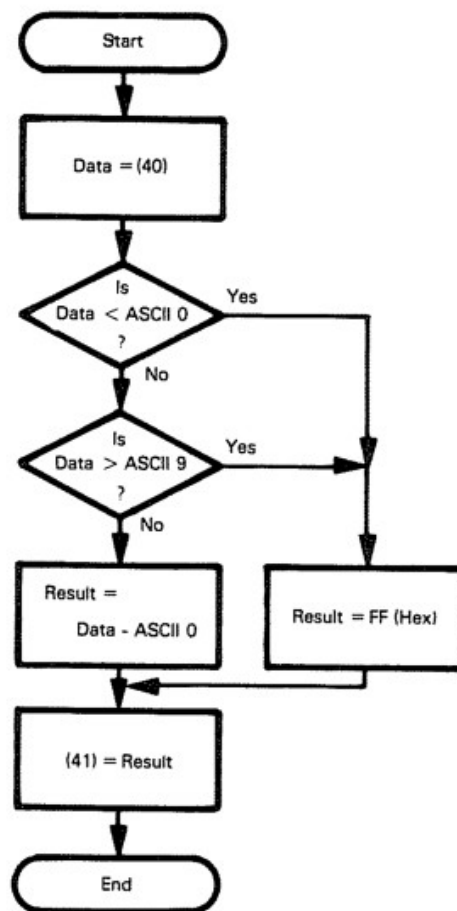 Start
Data = (40)
Is
Data < ASCII 0
?
Yes
No
Is
Data > ASCII 9
?
Yes
No
Result =
Data - ASCII 0
Result = FF (Hex)
(41) = Result
End